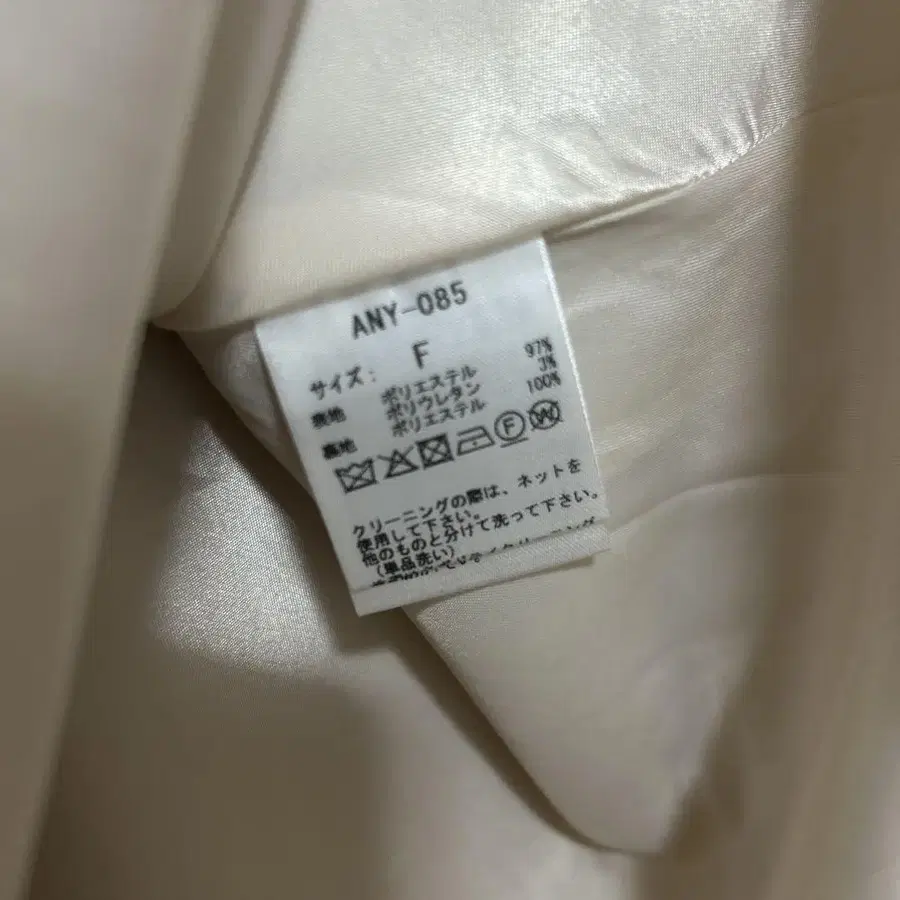 ANY-085
サイズ: F
表地 ポリエステル 97%
ポリウレタン 3%
裏地 ポリエステル 100%
F W
クリーニングの際は、ネットを
使用して下さい。
他のものと分けて洗って下さい。
(単品洗い)